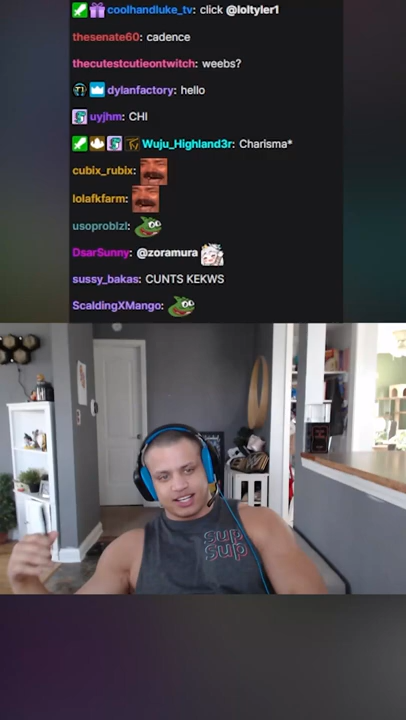 coolhandluke_tv: click @loltyler1
thesenate60: cadence
thecutestcutieontwitch: weebs?
dylanfactory: hello
uyjhm: CHI
Wuju_Highland3r: Charisma*
cubix_rubix:
lolafkfarm:
usoproblzl:
DsarSunny: @zoramura
sussy_bakas: CUNTS KEKWS
ScaldingXMango:
sup
sup